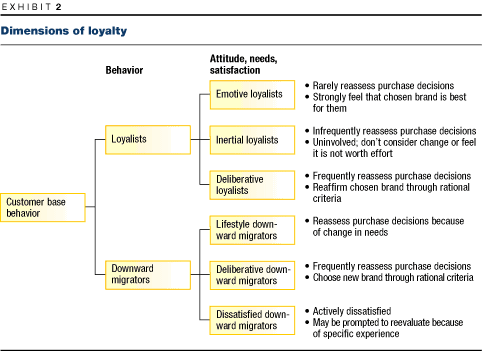 EXHIBIT 2
Dimensions of loyalty
Behavior
Attitude, needs,
satisfaction
Emotive loyalists
• Rarely reassess purchase decisions
• Strongly feel that chosen brand is best
for them
Loyalists
Inertial loyalists
• Infrequently reassess purchase decisions
• Uninvolved; don't consider change or feel
it is not worth effort
Deliberative
loyalists
• Frequently reassess purchase decisions
• Reaffirm chosen brand through rational
criteria
Customer base
behavior
Lifestyle down-
ward migrators
• Reassess purchase decisions because
of change in needs
Downward
migrators
Deliberative down-
ward migrators
• Frequently reassess purchase decisions
• Choose new brand through rational criteria
Dissatisfied down-
ward migrators
• Actively dissatisfied
• May be prompted to reevaluate because
of specific experience